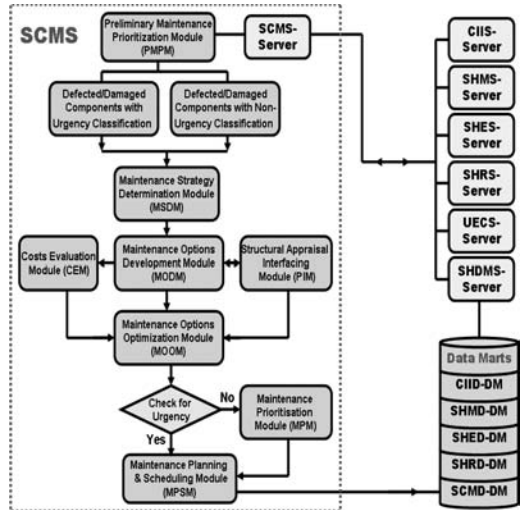 SCMS
Preliminary Maintenance
Prioritization Module
(PMPM)
SCMS-
Server
Defected/Damaged
Components with
Urgency Classification
Defected/Damaged
Components with Non-
Urgency Classification
Maintenance Strategy
Determination Module
(MSDM)
Costs Evaluation
Module (CEM)
Maintenance Options
Development Module
(MODM)
Structural Appraisal
Interfacing
Module (PIM)
Maintenance Options
Optimization Module
(MOOM)
Check for
Urgency
No
Yes
Maintenance
Prioritisation
Module (MPM)
Maintenance Planning
& Scheduling Module
(MPSM)
CIIS-
Server
SHMS-
Server
SHES-
Server
SHRS-
Server
UECS-
Server
SHDMS-
Server
Data Marts
CIID-DM
SHMD-DM
SHED-DM
SHRD-DM
SCMD-DM